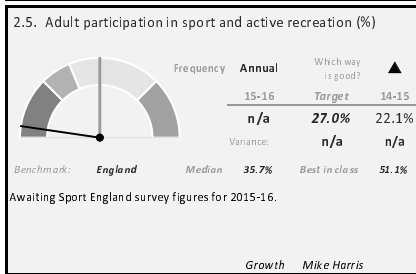 2.5. Adult participation in sport and active recreation (%)
Frequency Annual Which way is good? ▲
15-16 Target 14-15
n/a 27.0% 22.1%
Variance: n/a n/a
Benchmark: England Median 35.7% Best in class 51.1%
Awaiting Sport England survey figures for 2015-16.
Growth Mike Harris